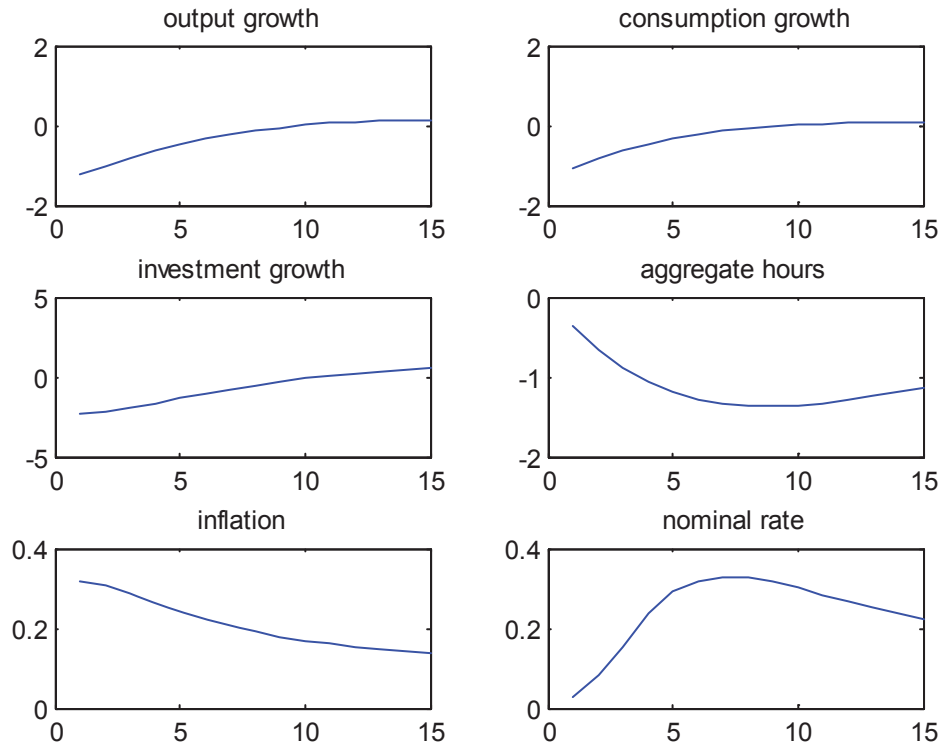 output growth
2
0
-2
0 5 10 15
consumption growth
2
0
-2
0 5 10 15
investment growth
5
0
-5
0 5 10 15
aggregate hours
0
-1
-2
0 5 10 15
inflation
0.4
0.2
0
0 5 10 15
nominal rate
0.4
0.2
0
0 5 10 15